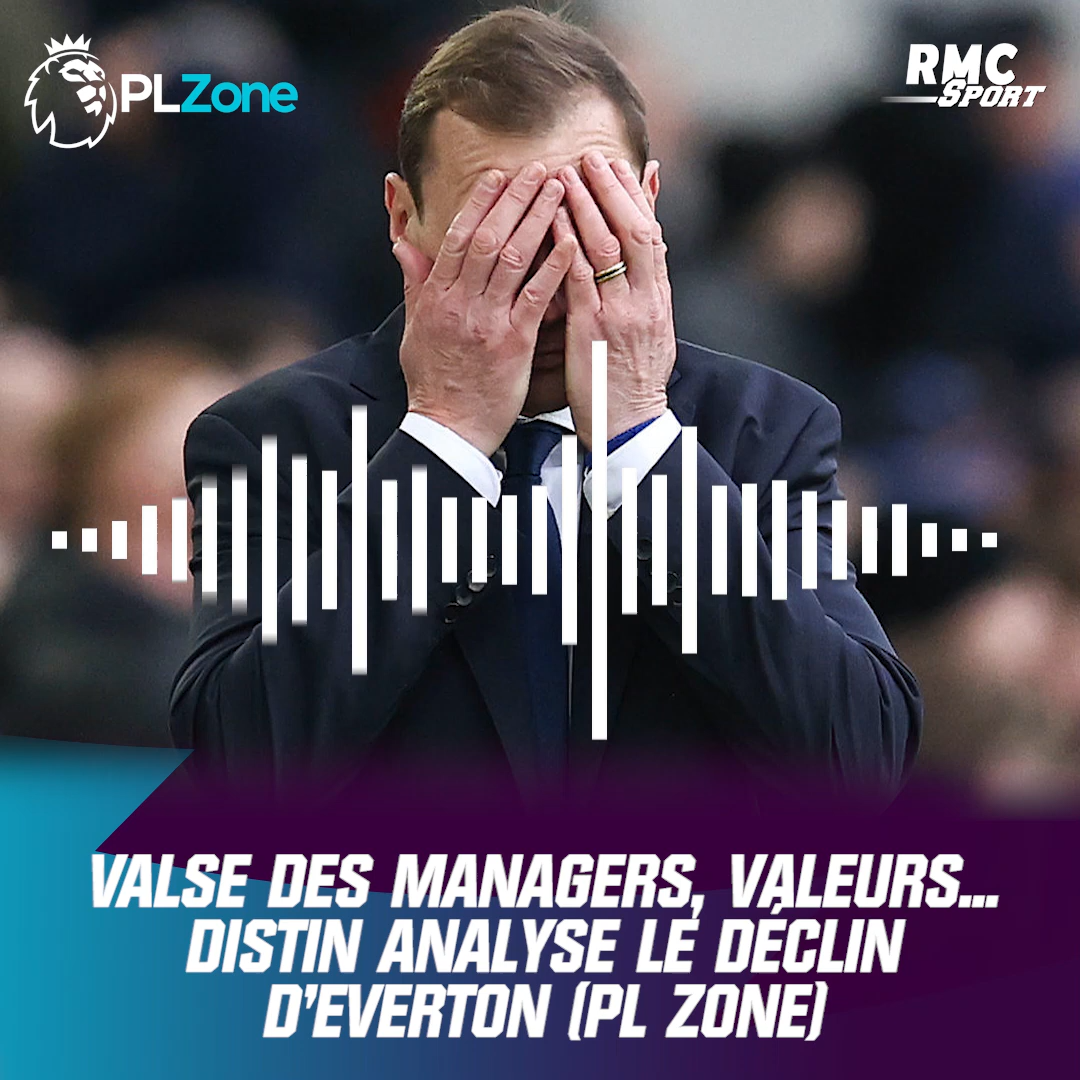 PLZone
RMC
SPORT
VALSE DES MANAGERS, VALEURS...
DISTIN ANALYSE LE DÉCLIN
D'EVERTON (PL ZONE)